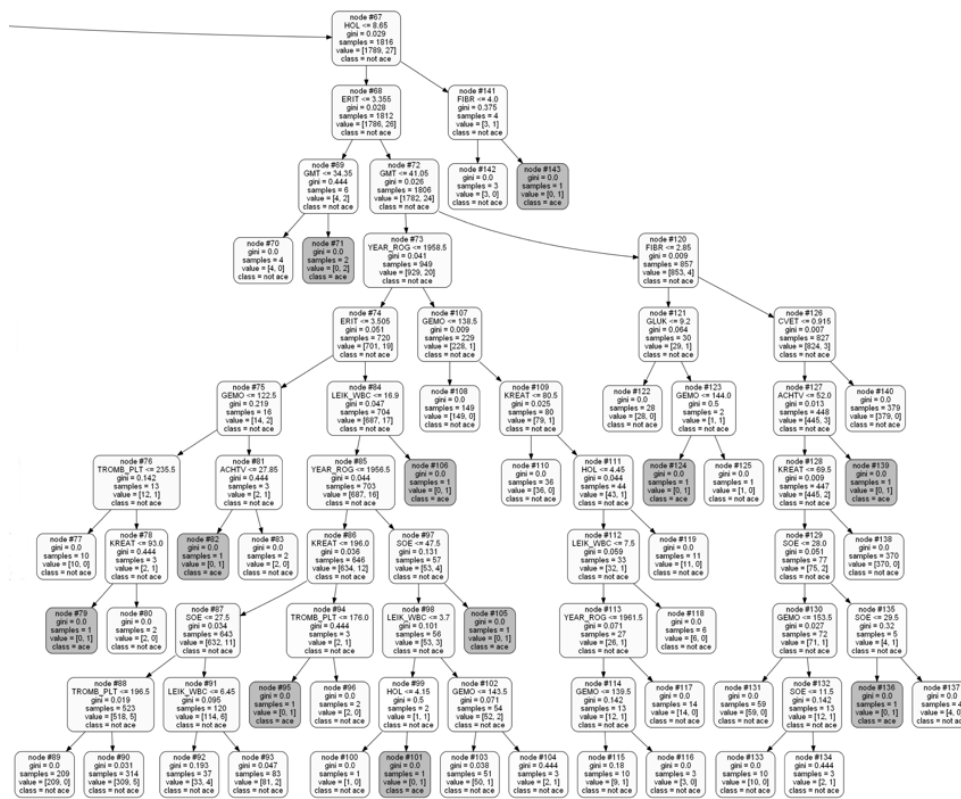 node #67
HOL <= 8.65
gini = 0.029
samples = 1816
value = [1789, 27]
class = not ace
node #68
ERIT <= 3.355
gini = 0.028
samples = 1812
value = [1786, 26]
class = not ace
node #141
FIBR <= 4.0
gini = 0.375
samples = 4
value = [3, 1]
class = not ace
node #69
GMT <= 34.35
gini = 0.444
samples = 6
value = [4, 2]
class = not ace
node #72
GMT <= 41.05
gini = 0.026
samples = 1806
value = [1782, 24]
class = not ace
node #142
gini = 0.0
samples = 3
value = [3, 0]
class = not ace
node #143
gini = 0.0
samples = 1
value = [0, 1]
class = ace
node #70
gini = 0.0
samples = 4
value = [4, 0]
class = not ace
node #71
gini = 0.0
samples = 2
value = [0, 2]
class = ace
node #73
YEAR_ROG <= 1958.5
gini = 0.041
samples = 949
value = [929, 20]
class = not ace
node #120
FIBR <= 2.85
gini = 0.009
samples = 857
value = [853, 4]
class = not ace
node #74
ERIT <= 3.505
gini = 0.051
samples = 720
value = [701, 19]
class = not ace
node #107
GEMO <= 138.5
gini = 0.009
samples = 229
value = [228, 1]
class = not ace
node #121
GLUK <= 9.2
gini = 0.064
samples = 30
value = [29, 1]
class = not ace
node #126
CVET <= 0.915
gini = 0.007
samples = 827
value = [824, 3]
class = not ace
node #75
GEMO <= 122.5
gini = 0.219
samples = 16
value = [14, 2]
class = not ace
node #84
LEIK_WBC <= 16.9
gini = 0.047
samples = 704
value = [687, 17]
class = not ace
node #108
gini = 0.0
samples = 149
value = [149, 0]
class = not ace
node #109
KREAT <= 80.5
gini = 0.025
samples = 80
value = [79, 1]
class = not ace
node #122
gini = 0.0
samples = 28
value = [28, 0]
class = not ace
node #123
GEMO <= 144.0
gini = 0.5
samples = 2
value = [1, 1]
class = not ace
node #127
ACHTV <= 52.0
gini = 0.013
samples = 448
value = [445, 3]
class = not ace
node #140
gini = 0.0
samples = 379
value = [379, 0]
class = not ace
node #76
TROMB_PLT <= 235.5
gini = 0.142
samples = 13
value = [12, 1]
class = not ace
node #81
ACHTV <= 27.85
gini = 0.444
samples = 3
value = [2, 1]
class = not ace
node #85
YEAR_ROG <= 1956.5
gini = 0.044
samples = 703
value = [687, 16]
class = not ace
node #106
gini = 0.0
samples = 1
value = [0, 1]
class = ace
node #110
gini = 0.0
samples = 36
value = [36, 0]
class = not ace
node #111
HOL <= 4.45
gini = 0.044
samples = 44
value = [43, 1]
class = not ace
node #124
gini = 0.0
samples = 1
value = [0, 1]
class = ace
node #125
gini = 0.0
samples = 1
value = [1, 0]
class = not ace
node #128
KREAT <= 69.5
gini = 0.009
samples = 447
value = [445, 2]
class = not ace
node #139
gini = 0.0
samples = 1
value = [0, 1]
class = ace
node #77
gini = 0.0
samples = 10
value = [10, 0]
class = not ace
node #78
KREAT <= 93.0
gini = 0.444
samples = 3
value = [2, 1]
class = not ace
node #82
gini = 0.0
samples = 1
value = [0, 1]
class = ace
node #83
gini = 0.0
samples = 2
value = [2, 0]
class = not ace
node #86
KREAT <= 196.0
gini = 0.036
samples = 646
value = [634, 12]
class = not ace
node #97
SOE <= 47.5
gini = 0.131
samples = 57
value = [53, 4]
class = not ace
node #112
LEIK_WBC <= 7.5
gini = 0.059
samples = 33
value = [32, 1]
class = not ace
node #119
gini = 0.0
samples = 11
value = [11, 0]
class = not ace
node #129
SOE <= 28.0
gini = 0.051
samples = 77
value = [75, 2]
class = not ace
node #138
gini = 0.0
samples = 370
value = [370, 0]
class = not ace
node #79
gini = 0.0
samples = 1
value = [0, 1]
class = ace
node #80
gini = 0.0
samples = 2
value = [2, 0]
class = not ace
node #87
SOE <= 27.5
gini = 0.034
samples = 643
value = [632, 11]
class = not ace
node #94
TROMB_PLT <= 176.0
gini = 0.444
samples = 3
value = [2, 1]
class = not ace
node #98
LEIK_WBC <= 3.7
gini = 0.101
samples = 56
value = [53, 3]
class = not ace
node #105
gini = 0.0
samples = 1
value = [0, 1]
class = ace
node #113
YEAR_ROG <= 1961.5
gini = 0.071
samples = 27
value = [26, 1]
class = not ace
node #118
gini = 0.0
samples = 6
value = [6, 0]
class = not ace
node #130
GEMO <= 153.5
gini = 0.027
samples = 72
value = [71, 1]
class = not ace
node #135
SOE <= 29.5
gini = 0.32
samples = 5
value = [4, 1]
class = not ace
node #88
TROMB_PLT <= 196.5
gini = 0.019
samples = 523
value = [518, 5]
class = not ace
node #91
LEIK_WBC <= 6.45
gini = 0.095
samples = 120
value = [114, 6]
class = not ace
node #95
gini = 0.0
samples = 1
value = [0, 1]
class = ace
node #96
gini = 0.0
samples = 2
value = [2, 0]
class = not ace
node #99
HOL <= 4.15
gini = 0.5
samples = 2
value = [1, 1]
class = not ace
node #102
GEMO <= 143.5
gini = 0.071
samples = 54
value = [52, 2]
class = not ace
node #114
GEMO <= 139.5
gini = 0.142
samples = 13
value = [12, 1]
class = not ace
node #117
gini = 0.0
samples = 14
value = [14, 0]
class = not ace
node #131
gini = 0.0
samples = 59
value = [59, 0]
class = not ace
node #132
SOE <= 11.5
gini = 0.142
samples = 13
value = [12, 1]
class = not ace
node #136
gini = 0.0
samples = 1
value = [0, 1]
class = ace
node #137
gini = 0.0
samples = 4
value = [4, 0]
class = not ace
node #89
gini = 0.0
samples = 209
value = [209, 0]
class = not ace
node #90
gini = 0.031
samples = 314
value = [309, 5]
class = not ace
node #92
gini = 0.193
samples = 37
value = [33, 4]
class = not ace
node #93
gini = 0.047
samples = 83
value = [81, 2]
class = not ace
node #100
gini = 0.0
samples = 1
value = [1, 0]
class = not ace
node #101
gini = 0.0
samples = 1
value = [0, 1]
class = ace
node #103
gini = 0.038
samples = 51
value = [50, 1]
class = not ace
node #104
gini = 0.444
samples = 3
value = [2, 1]
class = not ace
node #115
gini = 0.18
samples = 10
value = [9, 1]
class = not ace
node #116
gini = 0.0
samples = 3
value = [3, 0]
class = not ace
node #133
gini = 0.0
samples = 10
value = [10, 0]
class = not ace
node #134
gini = 0.444
samples = 3
value = [2, 1]
class = not ace